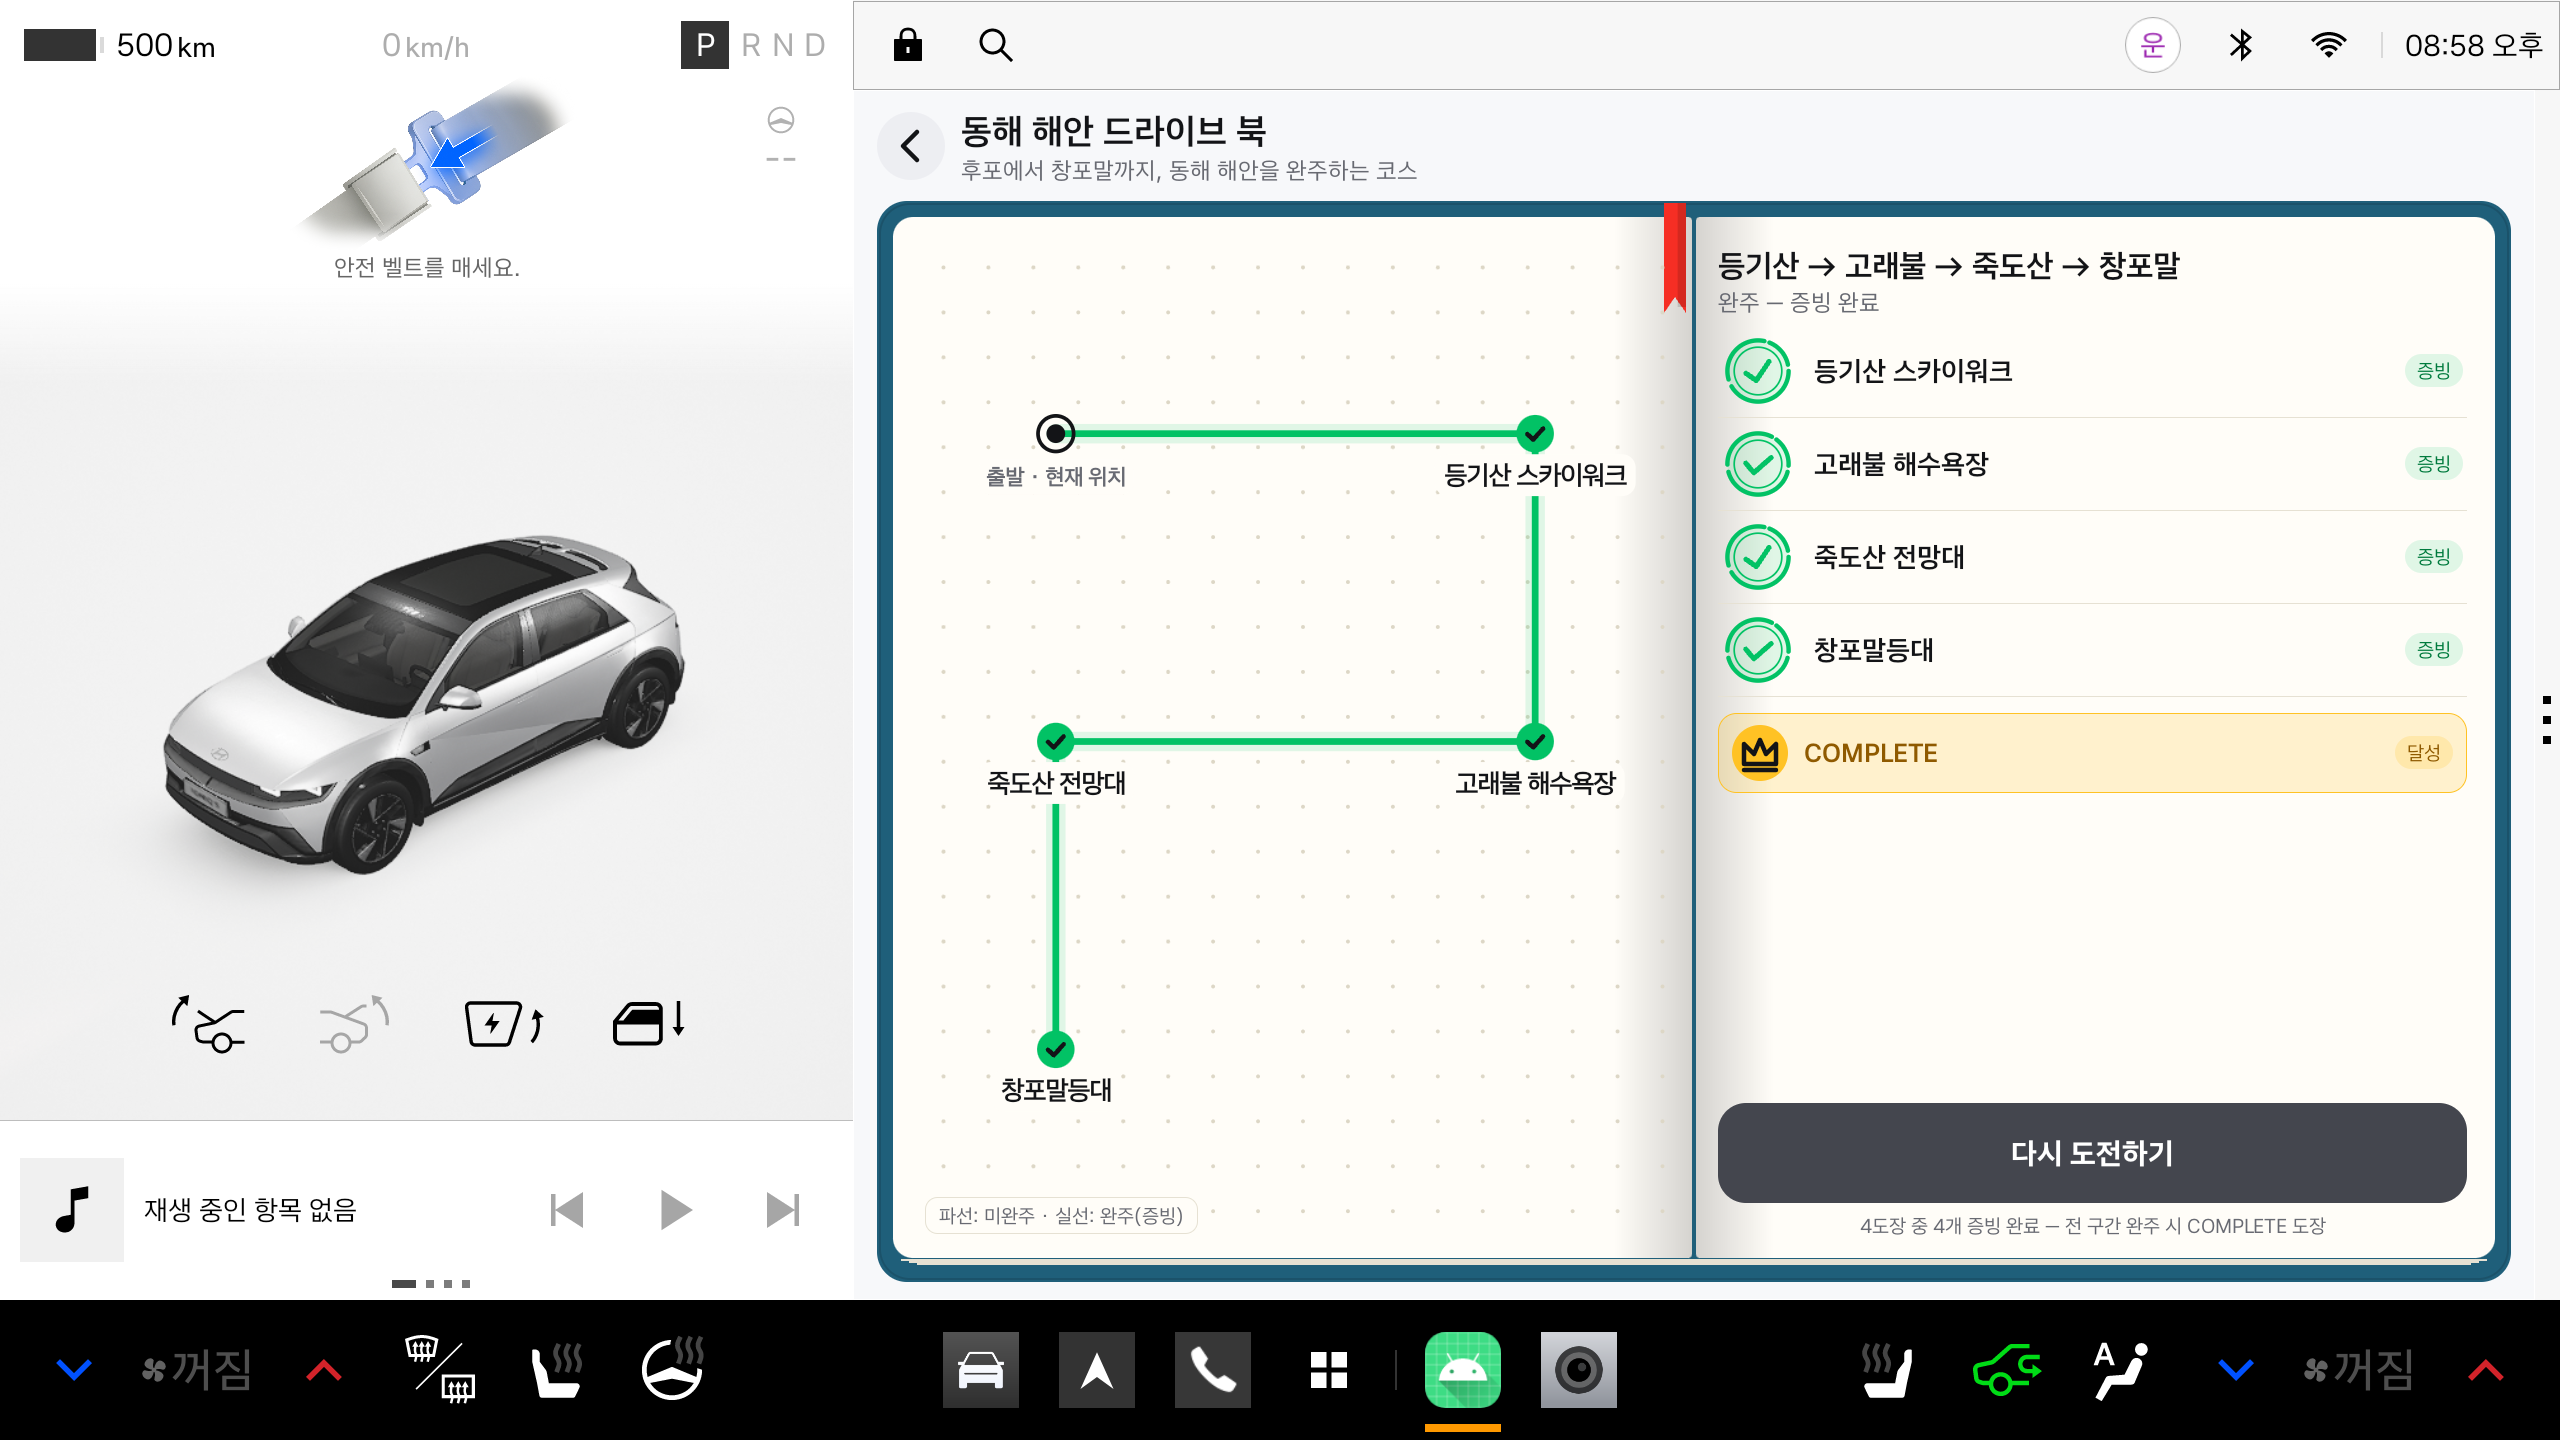 500 km
0 km/h
P R N D
안전 벨트를 매세요.
재생 중인 항목 없음
운
08:58 오후
동해 해안 드라이브 북
후포에서 창포말까지, 동해 해안을 완주하는 코스
출발 · 현재 위치
등기산 스카이워크
죽도산 전망대
고래불 해수욕장
창포말등대
파선: 미완주 · 실선: 완주(증빙)
등기산 → 고래불 → 죽도산 → 창포말
완주 — 증빙 완료
등기산 스카이워크
증빙
고래불 해수욕장
증빙
죽도산 전망대
증빙
창포말등대
증빙
COMPLETE
달성
다시 도전하기
4도장 중 4개 증빙 완료 — 전 구간 완주 시 COMPLETE 도장
꺼짐
A
꺼짐